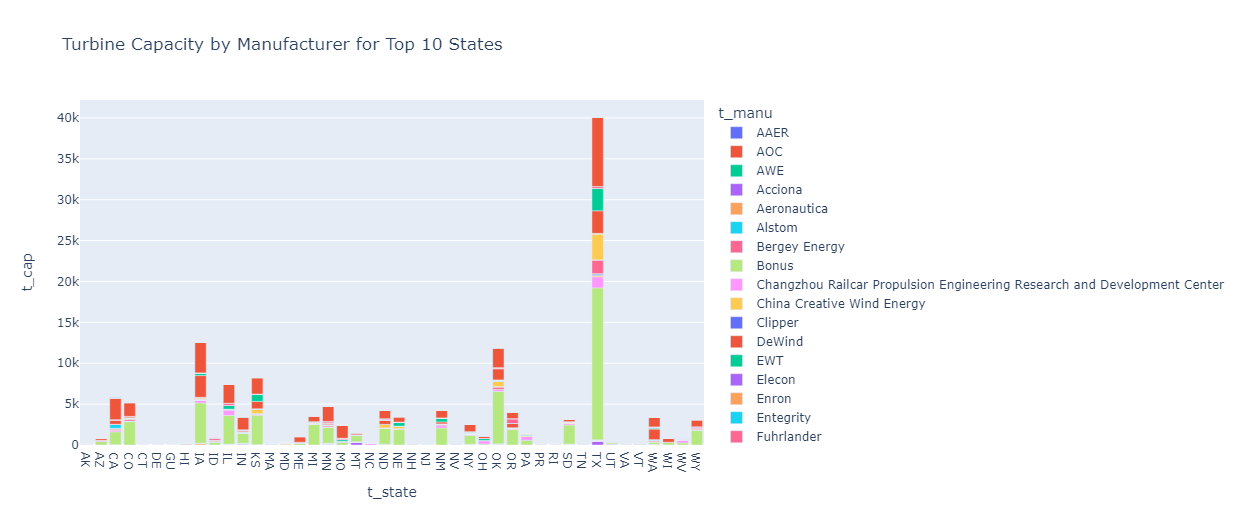 Turbine Capacity by Manufacturer for Top 10 States
t_cap
40k
35k
30k
25k
20k
15k
10k
5k
0
AK
AZ
CA
CO
CT
DE
GU
HI
IA
ID
IL
IN
KS
MA
MD
ME
MI
MN
MO
MT
NC
ND
NE
NH
NJ
NM
NV
NY
OH
OK
OR
PA
PR
RI
SD
TN
TX
UT
VA
VT
WA
WI
WV
WY
t_state
t_manu
AAER
AOC
AWE
Acciona
Aeronautica
Alstom
Bergey Energy
Bonus
Changzhou Railcar Propulsion Engineering Research and Development Center
China Creative Wind Energy
Clipper
DeWind
EWT
Elecon
Enron
Entegrity
Fuhrlander